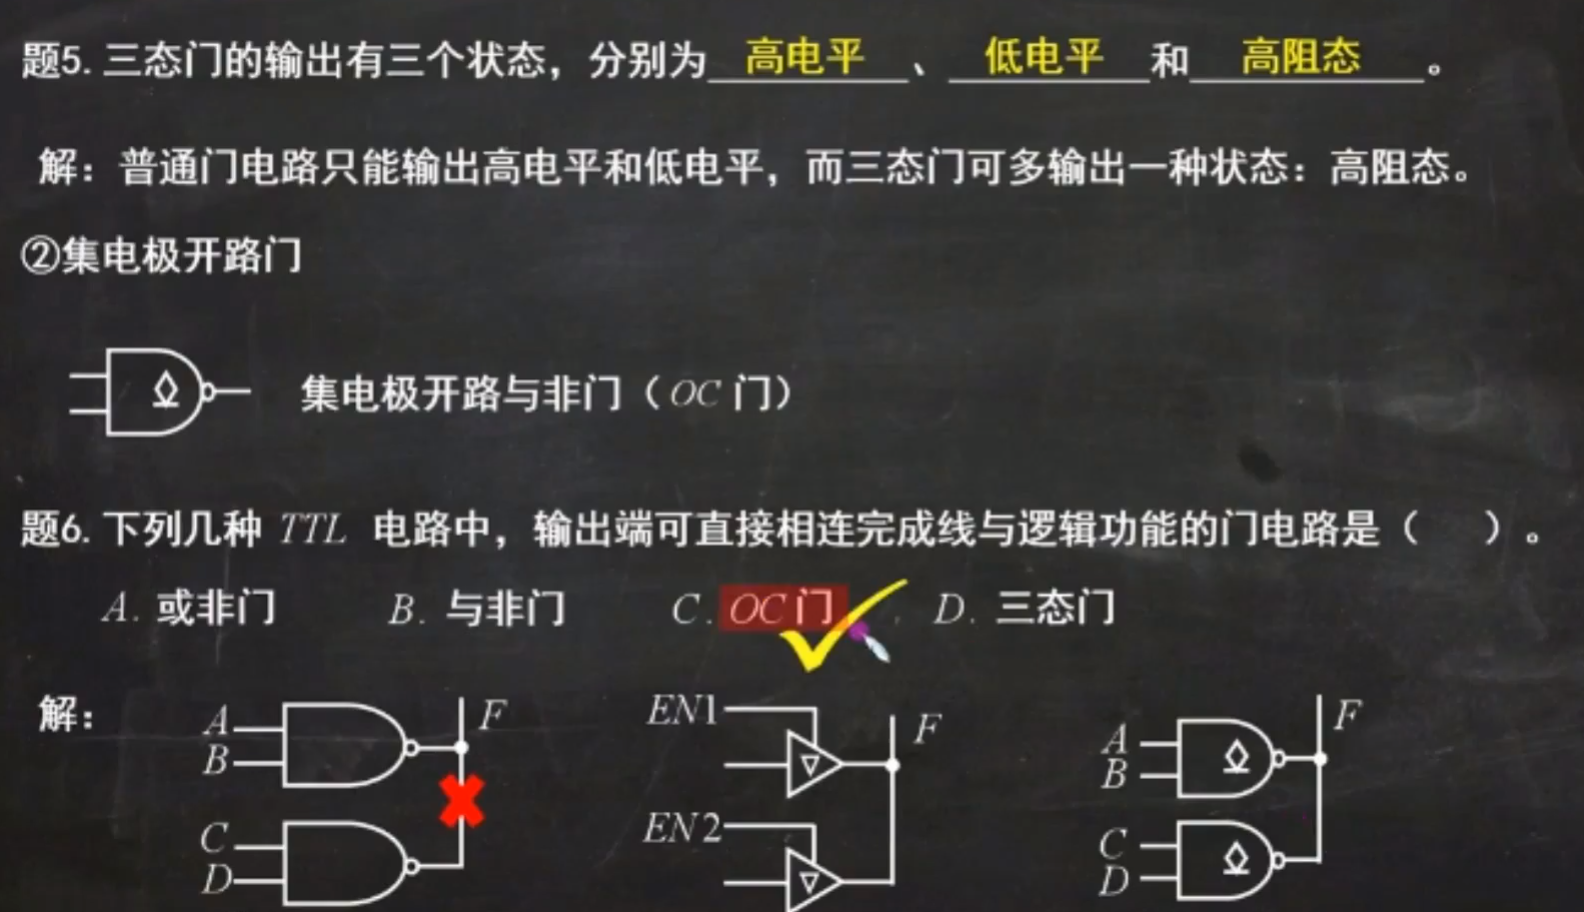 题5. 三态门的输出有三个状态，分别为 高电平 、 低电平 和 高阻态 。
解：普通门电路只能输出高电平和低电平，而三态门可多输出一种状态：高阻态。
②集电极开路门
集电极开路与非门（OC 门）
题6. 下列几种 TTL 电路中，输出端可直接相连完成线与逻辑功能的门电路是（ ）。
A. 或非门 B. 与非门 C. OC门 D. 三态门
解：
A
B
F
C
D
EN1
F
EN2
A
B
F
C
D